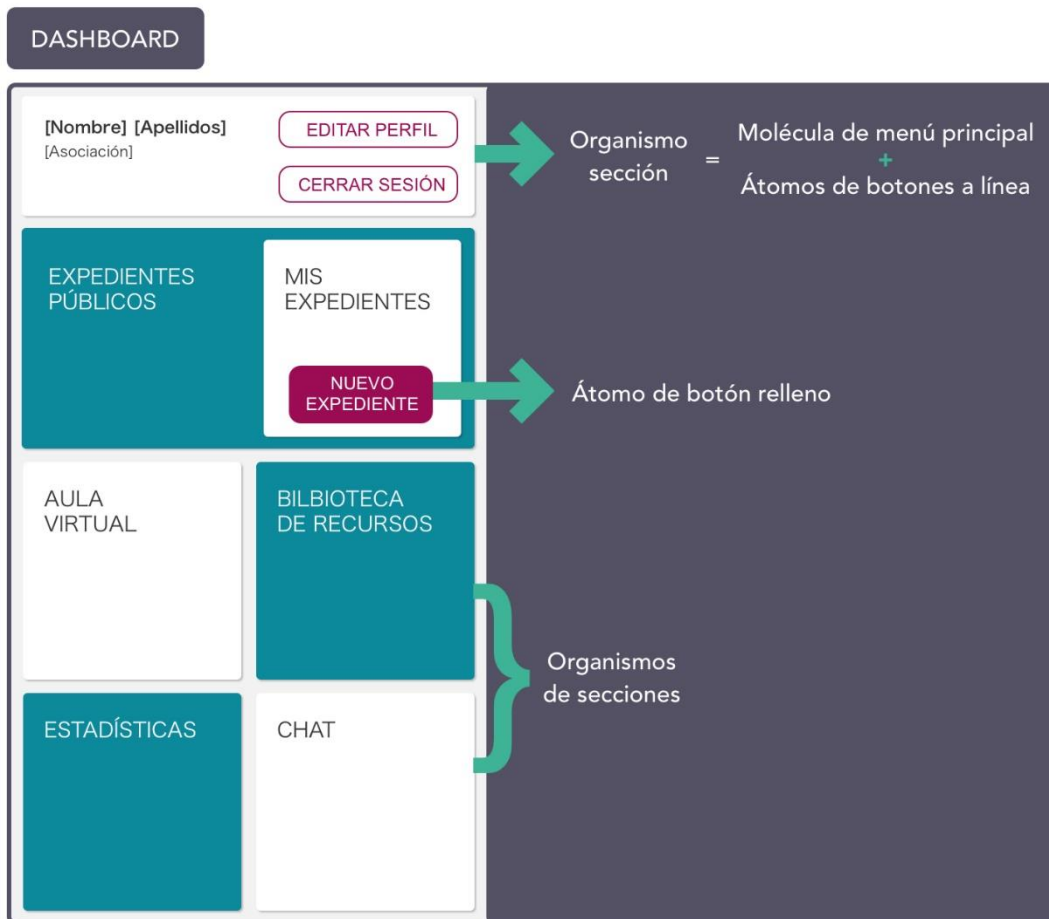 DASHBOARD
[Nombre] [Apellidos]
[Asociación]
EDITAR PERFIL
CERRAR SESIÓN
Organismo
sección
=
Molécula de menú principal
+
Átomos de botones a línea
EXPEDIENTES
PÚBLICOS
MIS
EXPEDIENTES
NUEVO
EXPEDIENTE
Átomo de botón relleno
AULA
VIRTUAL
BILBIOTECA
DE RECURSOS
Organismos
de secciones
ESTADÍSTICAS
CHAT